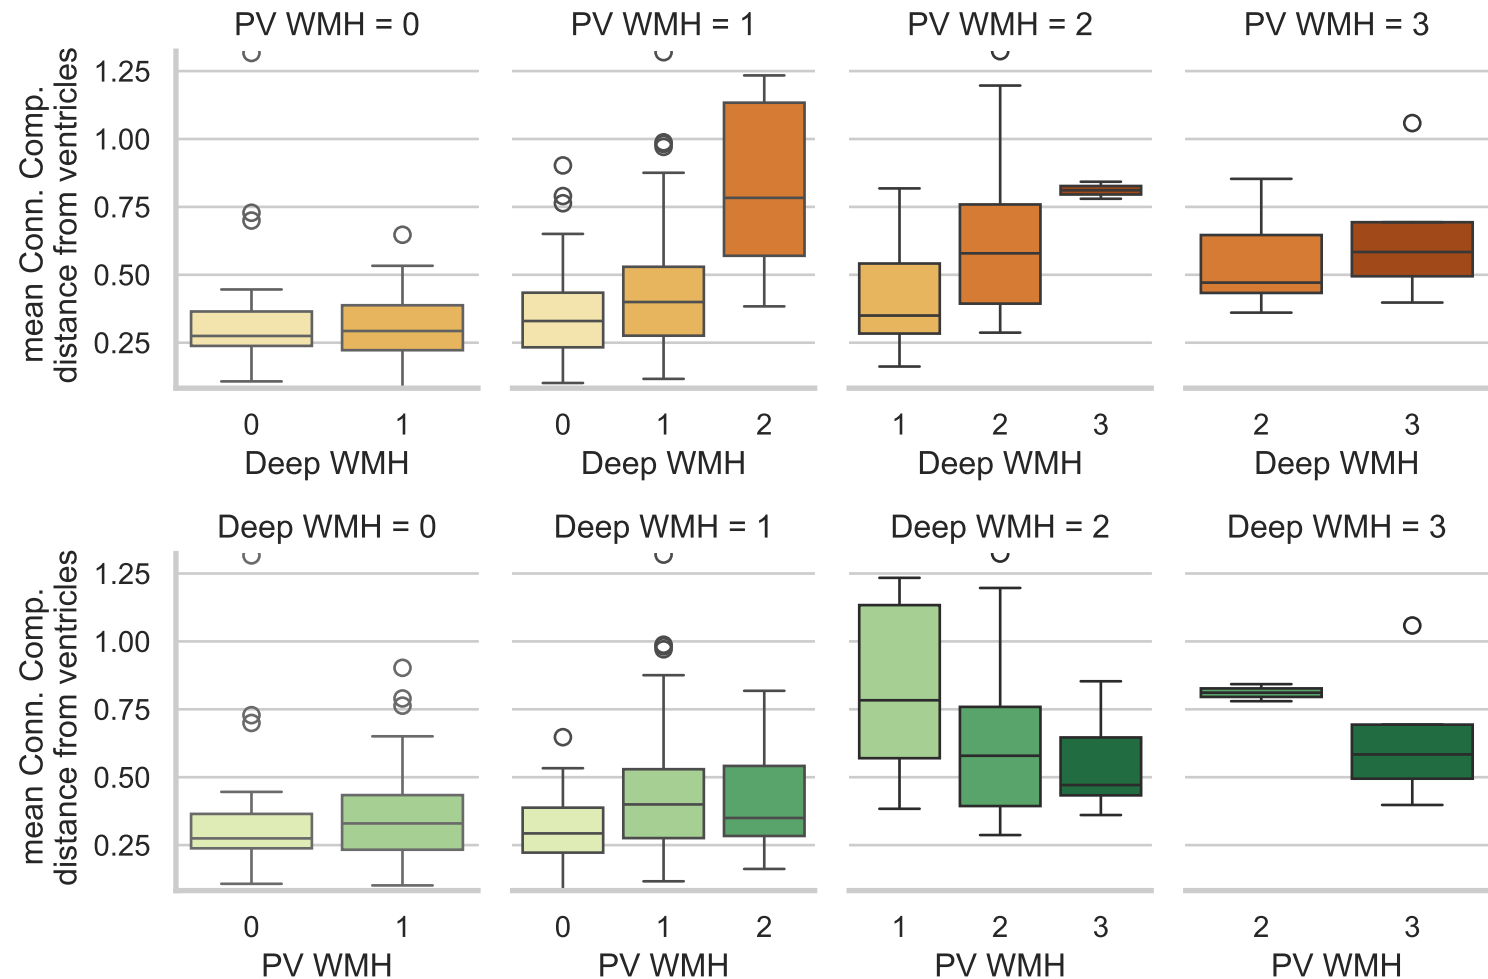 PV WMH = 0 PV WMH = 1 PV WMH = 2 PV WMH = 3
mean Conn. Comp.
distance from ventricles
1.25
1.00
0.75
0.50
0.25
0 1 0 1 2 1 2 3 2 3
Deep WMH Deep WMH Deep WMH Deep WMH
Deep WMH = 0 Deep WMH = 1 Deep WMH = 2 Deep WMH = 3
mean Conn. Comp.
distance from ventricles
1.25
1.00
0.75
0.50
0.25
0 1 0 1 2 1 2 3 2 3
PV WMH PV WMH PV WMH PV WMH